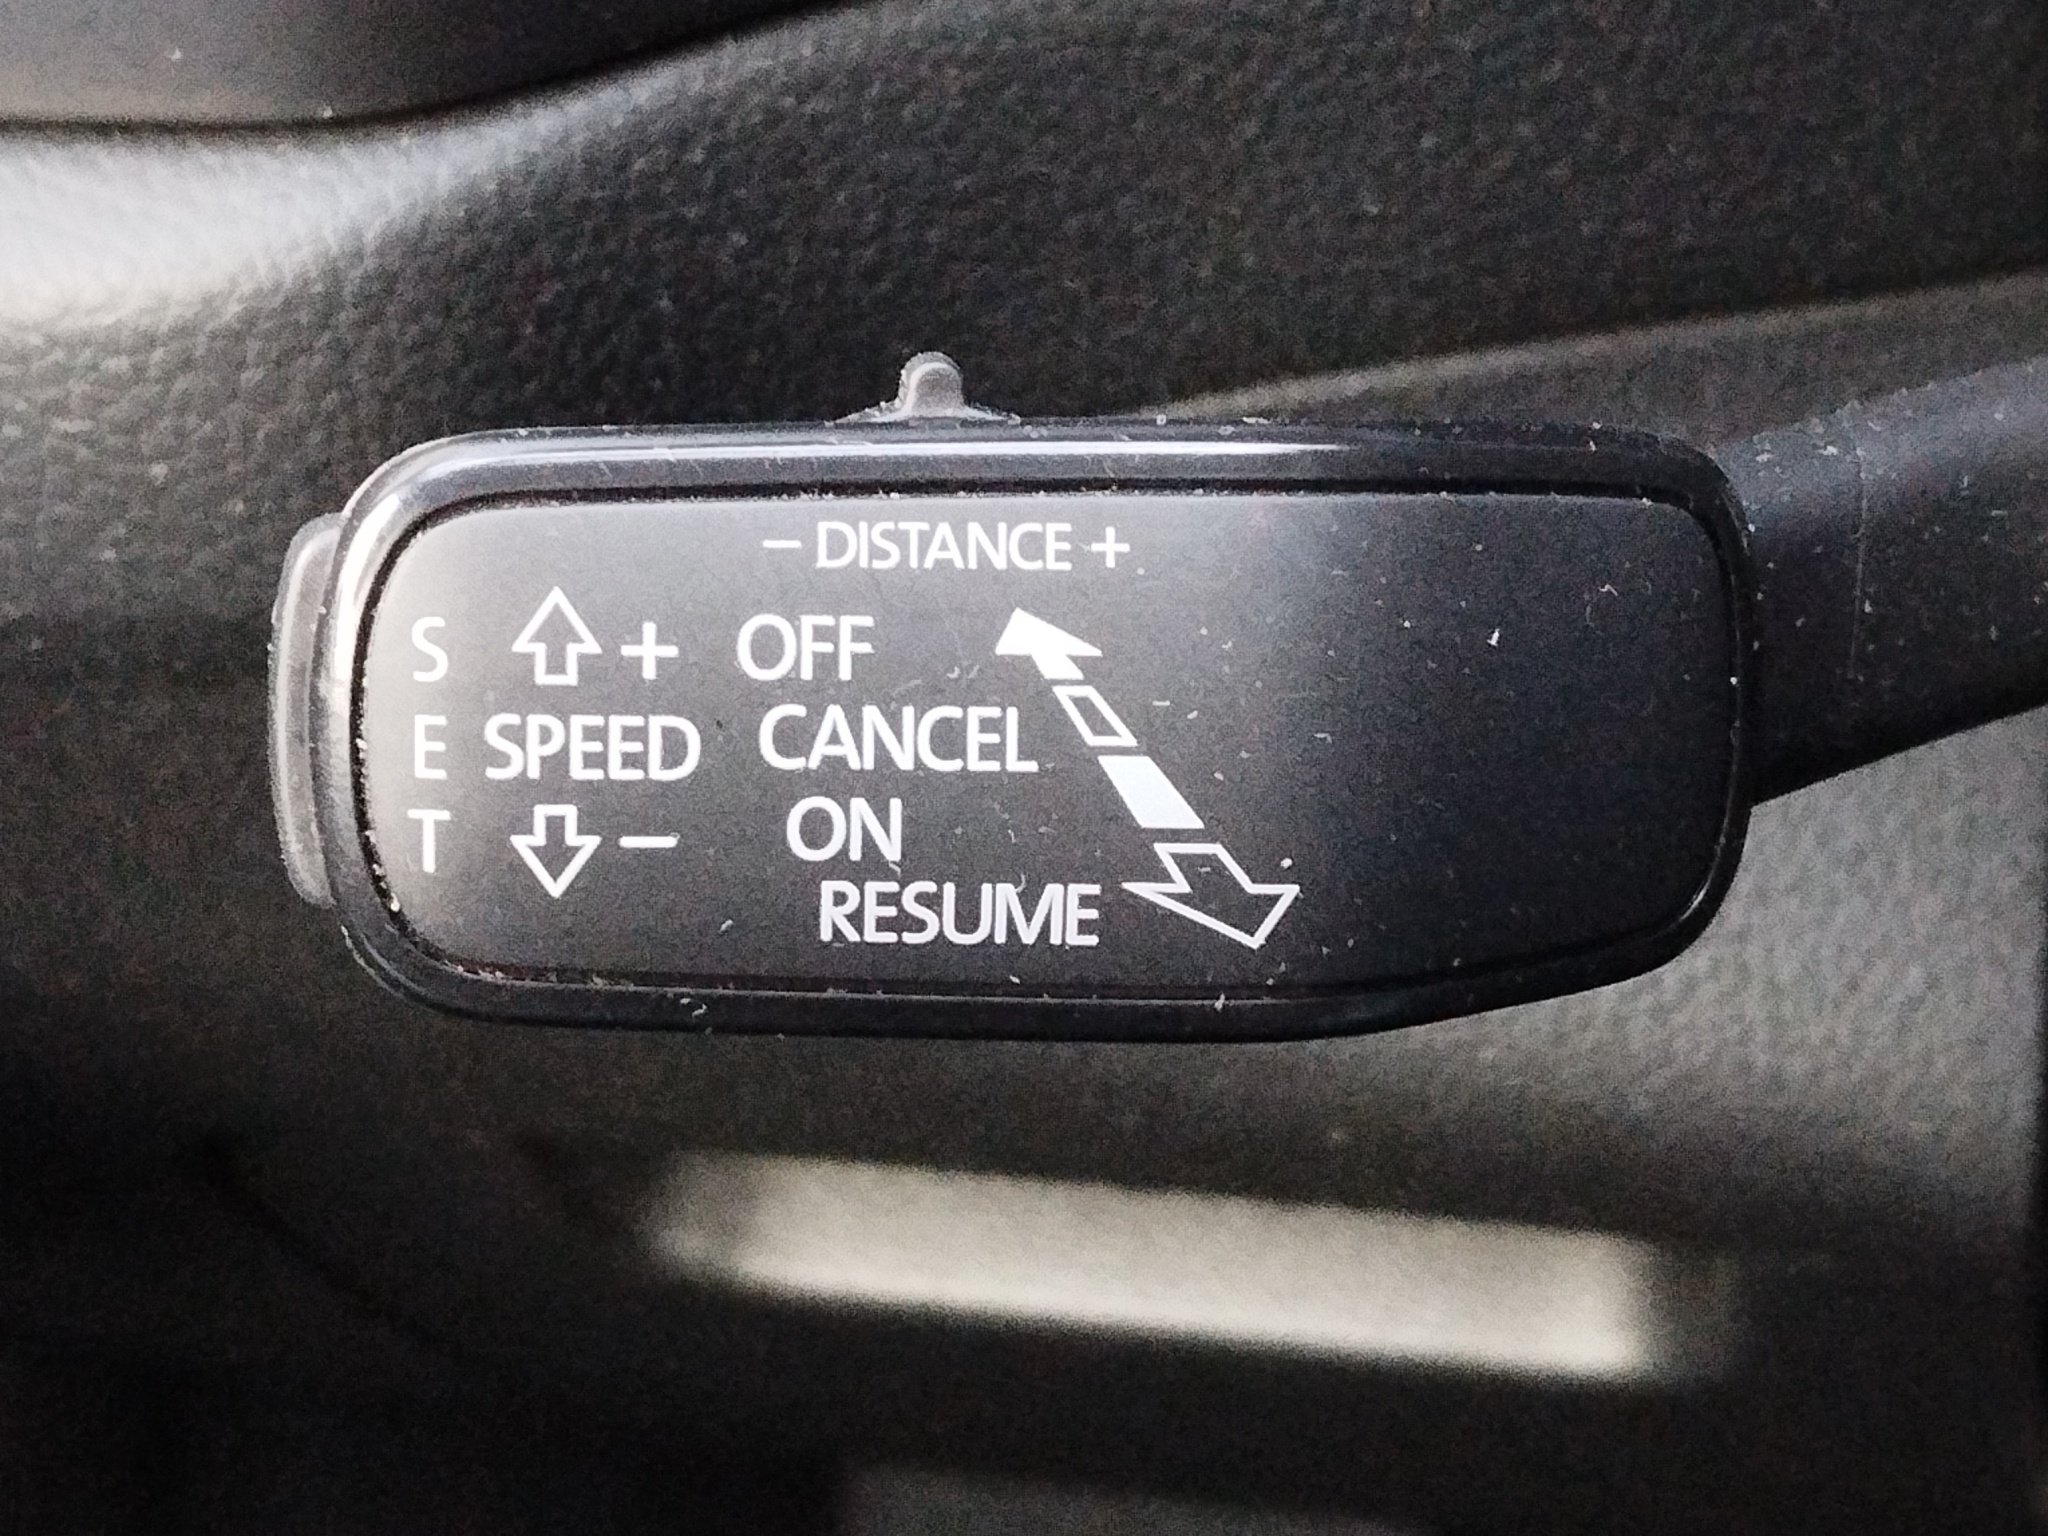 – DISTANCE +
S + OFF
E SPEED CANCEL
T – ON
RESUME